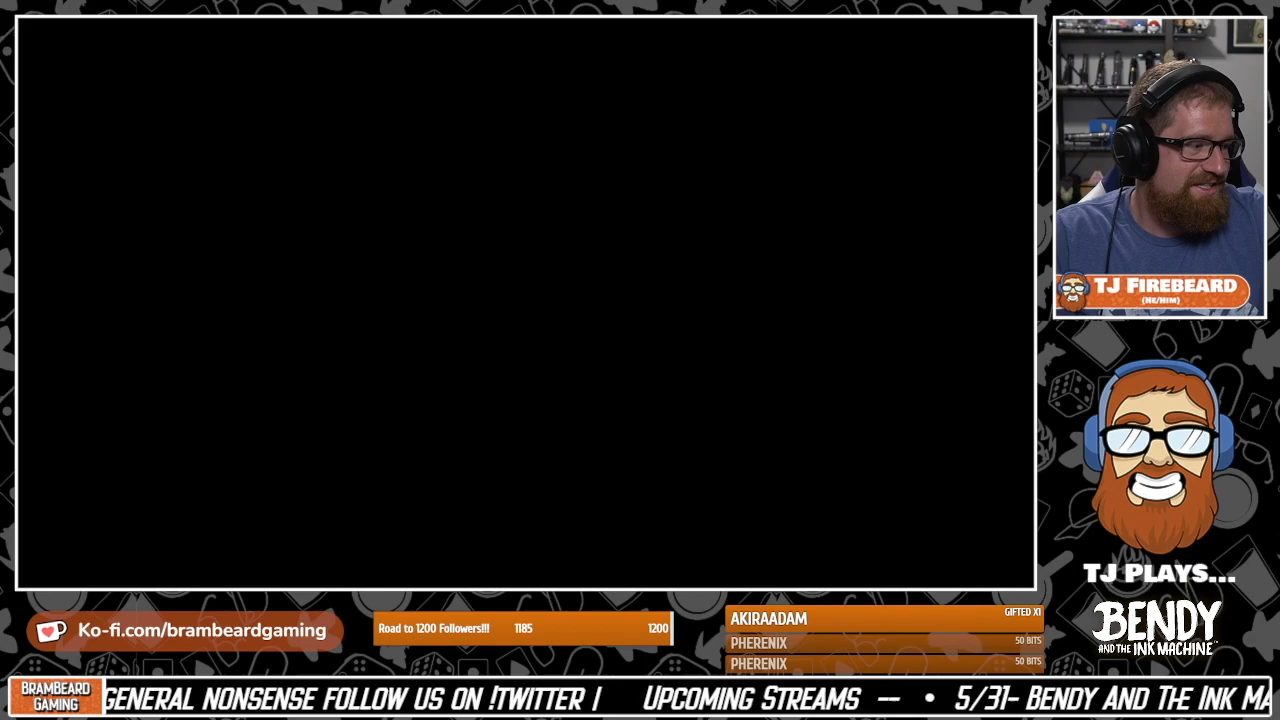 TJ FIREBEARD
(HE/HIM)
TJ PLAYS...
BENDY
AND THE INK MACHINE
Ko-fi.com/brambeardgaming
Road to 1200 Followers!!! 1185 1200
AKIRAADAM GIFTED X1
PHERENIX 50 BITS
PHERENIX 50 BITS
BRAMBEARD
GAMING
GENERAL NONSENSE FOLLOW US ON !TWITTER | UPCOMING STREAMS -- • 5/31- BENDY AND THE INK MA